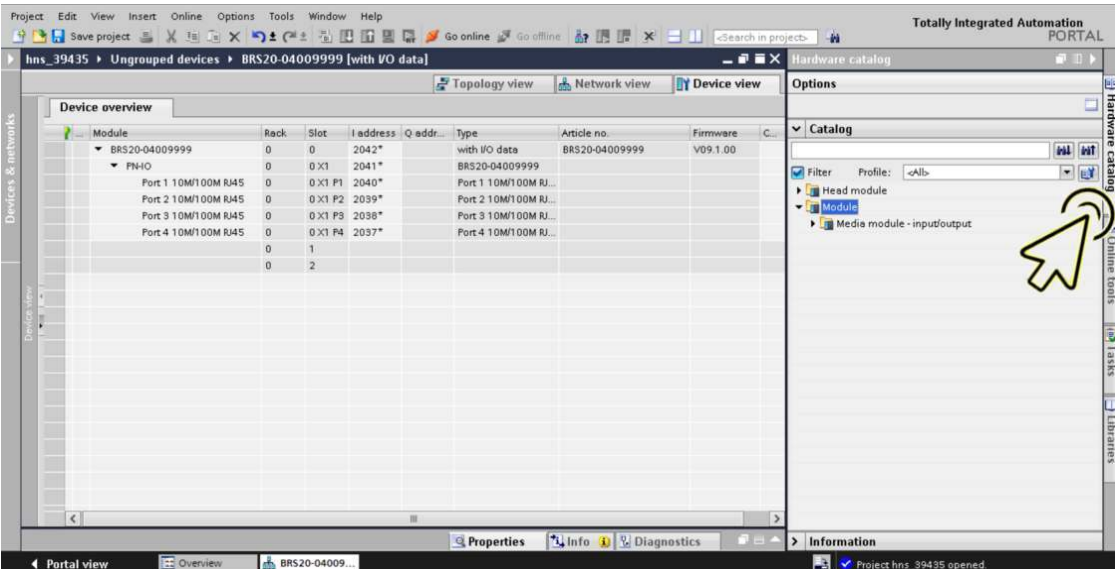 Project Edit View Insert Online Options Tools Window Help
Totally Integrated Automation
PORTAL
Save project Go online Go offline <Search in project>
hns_39435 ▸ Ungrouped devices ▸ BRS20-04009999 [with I/O data]
Hardware catalog
Topology view Network view Device view
Options
Device overview
... Module Rack Slot I address Q addr... Type Article no. Firmware C...
BRS20-04009999 0 0 2042* with I/O data BRS20-04009999 V09.1.00
PN-IO 0 0 X1 2041* BRS20-04009999
Port 1 10M/100M RJ45 0 0 X1 P1 2040* Port 1 10M/100M RJ...
Port 2 10M/100M RJ45 0 0 X1 P2 2039* Port 2 10M/100M RJ...
Port 3 10M/100M RJ45 0 0 X1 P3 2038* Port 3 10M/100M RJ...
Port 4 10M/100M RJ45 0 0 X1 P4 2037* Port 4 10M/100M RJ...
0 1
0 2
Catalog
Filter Profile: <All>
Head module
Module
Media module - input/output
Information
Devices & networks
Device view
Hardware catalog
Online tools
Tasks
Libraries
Properties Info Diagnostics
Portal view Overview BRS20-04009... Project hns_39435 opened.